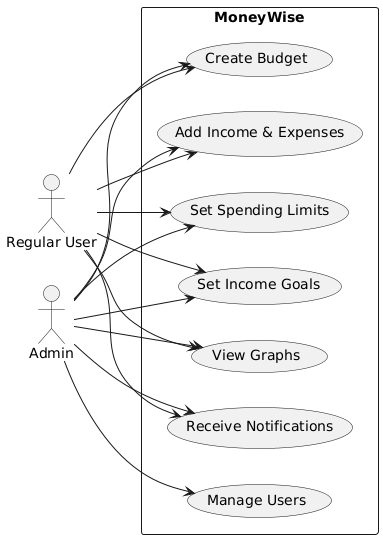 MoneyWise
Create Budget
Add Income & Expenses
Regular User
Set Spending Limits
Set Income Goals
Admin
View Graphs
Receive Notifications
Manage Users